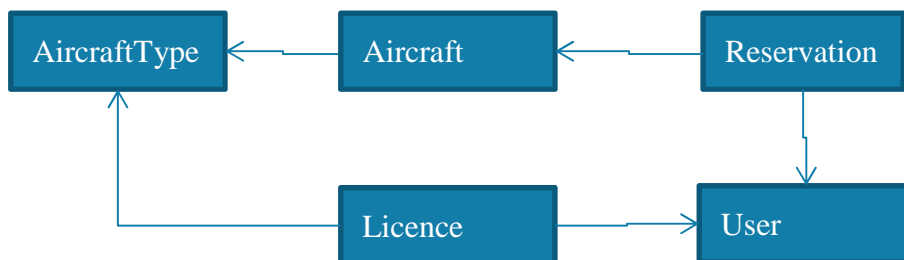 AircraftType
Aircraft
Reservation
Licence
User